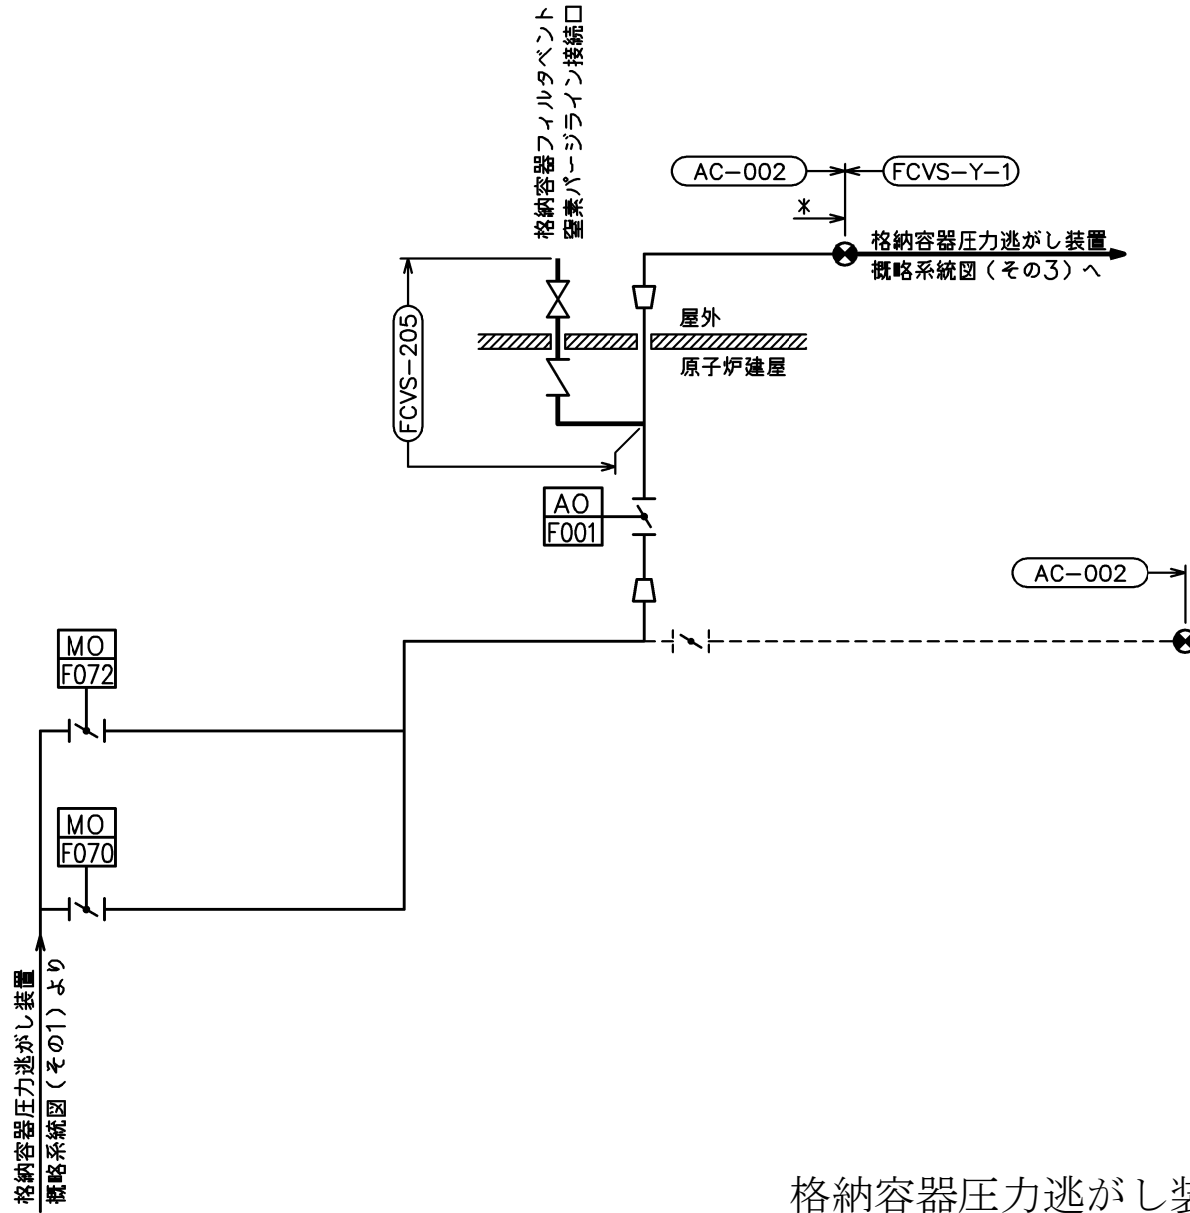 格納容器フィルタベント
窒素パージライン接続口
AC-002
FCVS-Y-1
*
格納容器圧力逃がし装置
概略系統図（その3）へ
屋外
原子炉建屋
FCVS-205
AO
F001
AC-002
MO
F072
MO
F070
格納容器圧力逃がし装置
概略系統図（その1）より
格納容器圧力逃がし装